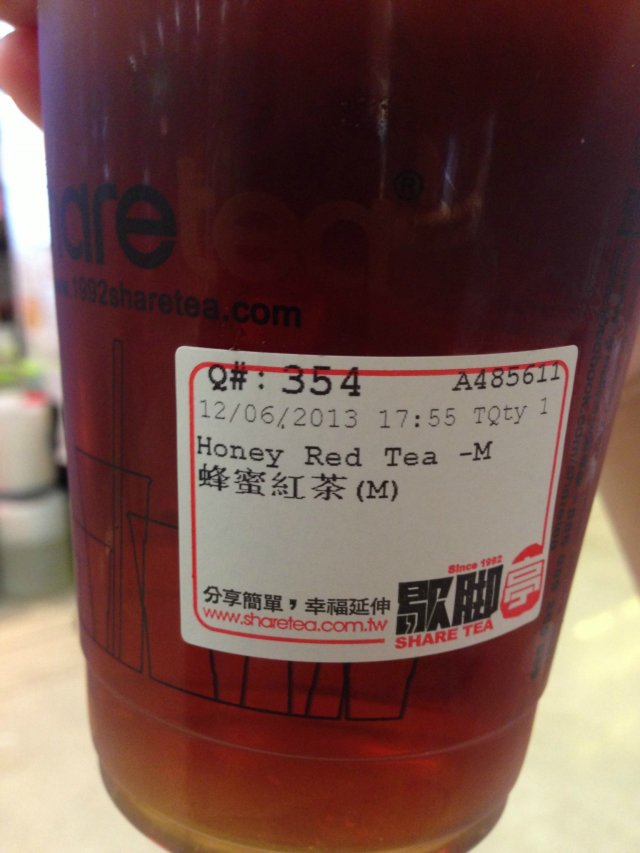 are tea®
1992sharetea.com
Q#: 354 A485611
12/06/2013 17:55 TQty 1
Honey Red Tea -M
蜂蜜紅茶(M)
Since 1992
分享簡單，幸福延伸 歇脚亭
www.sharetea.com.tw SHARE TEA